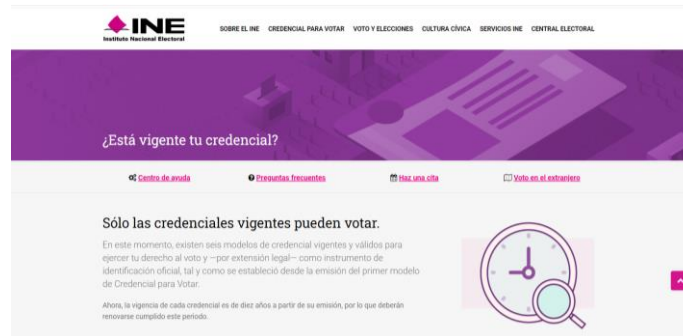 INE
Instituto Nacional Electoral
SOBRE EL INE CREDENCIAL PARA VOTAR VOTO Y ELECCIONES CULTURA CÍVICA SERVICIOS INE CENTRAL ELECTORAL
¿Está vigente tu credencial?
Centro de ayuda Preguntas frecuentes Haz una cita Voto en el extranjero
Sólo las credenciales vigentes pueden votar.
En este momento, existen seis modelos de credencial vigentes y válidos para
ejercer tu derecho al voto y —por extensión legal— como instrumento de
identificación oficial, tal y como se estableció desde la emisión del primer modelo
de Credencial para Votar.
Ahora, la vigencia de cada credencial es de diez años a partir de su emisión, por lo que deberán
renovarse cumplido este periodo.